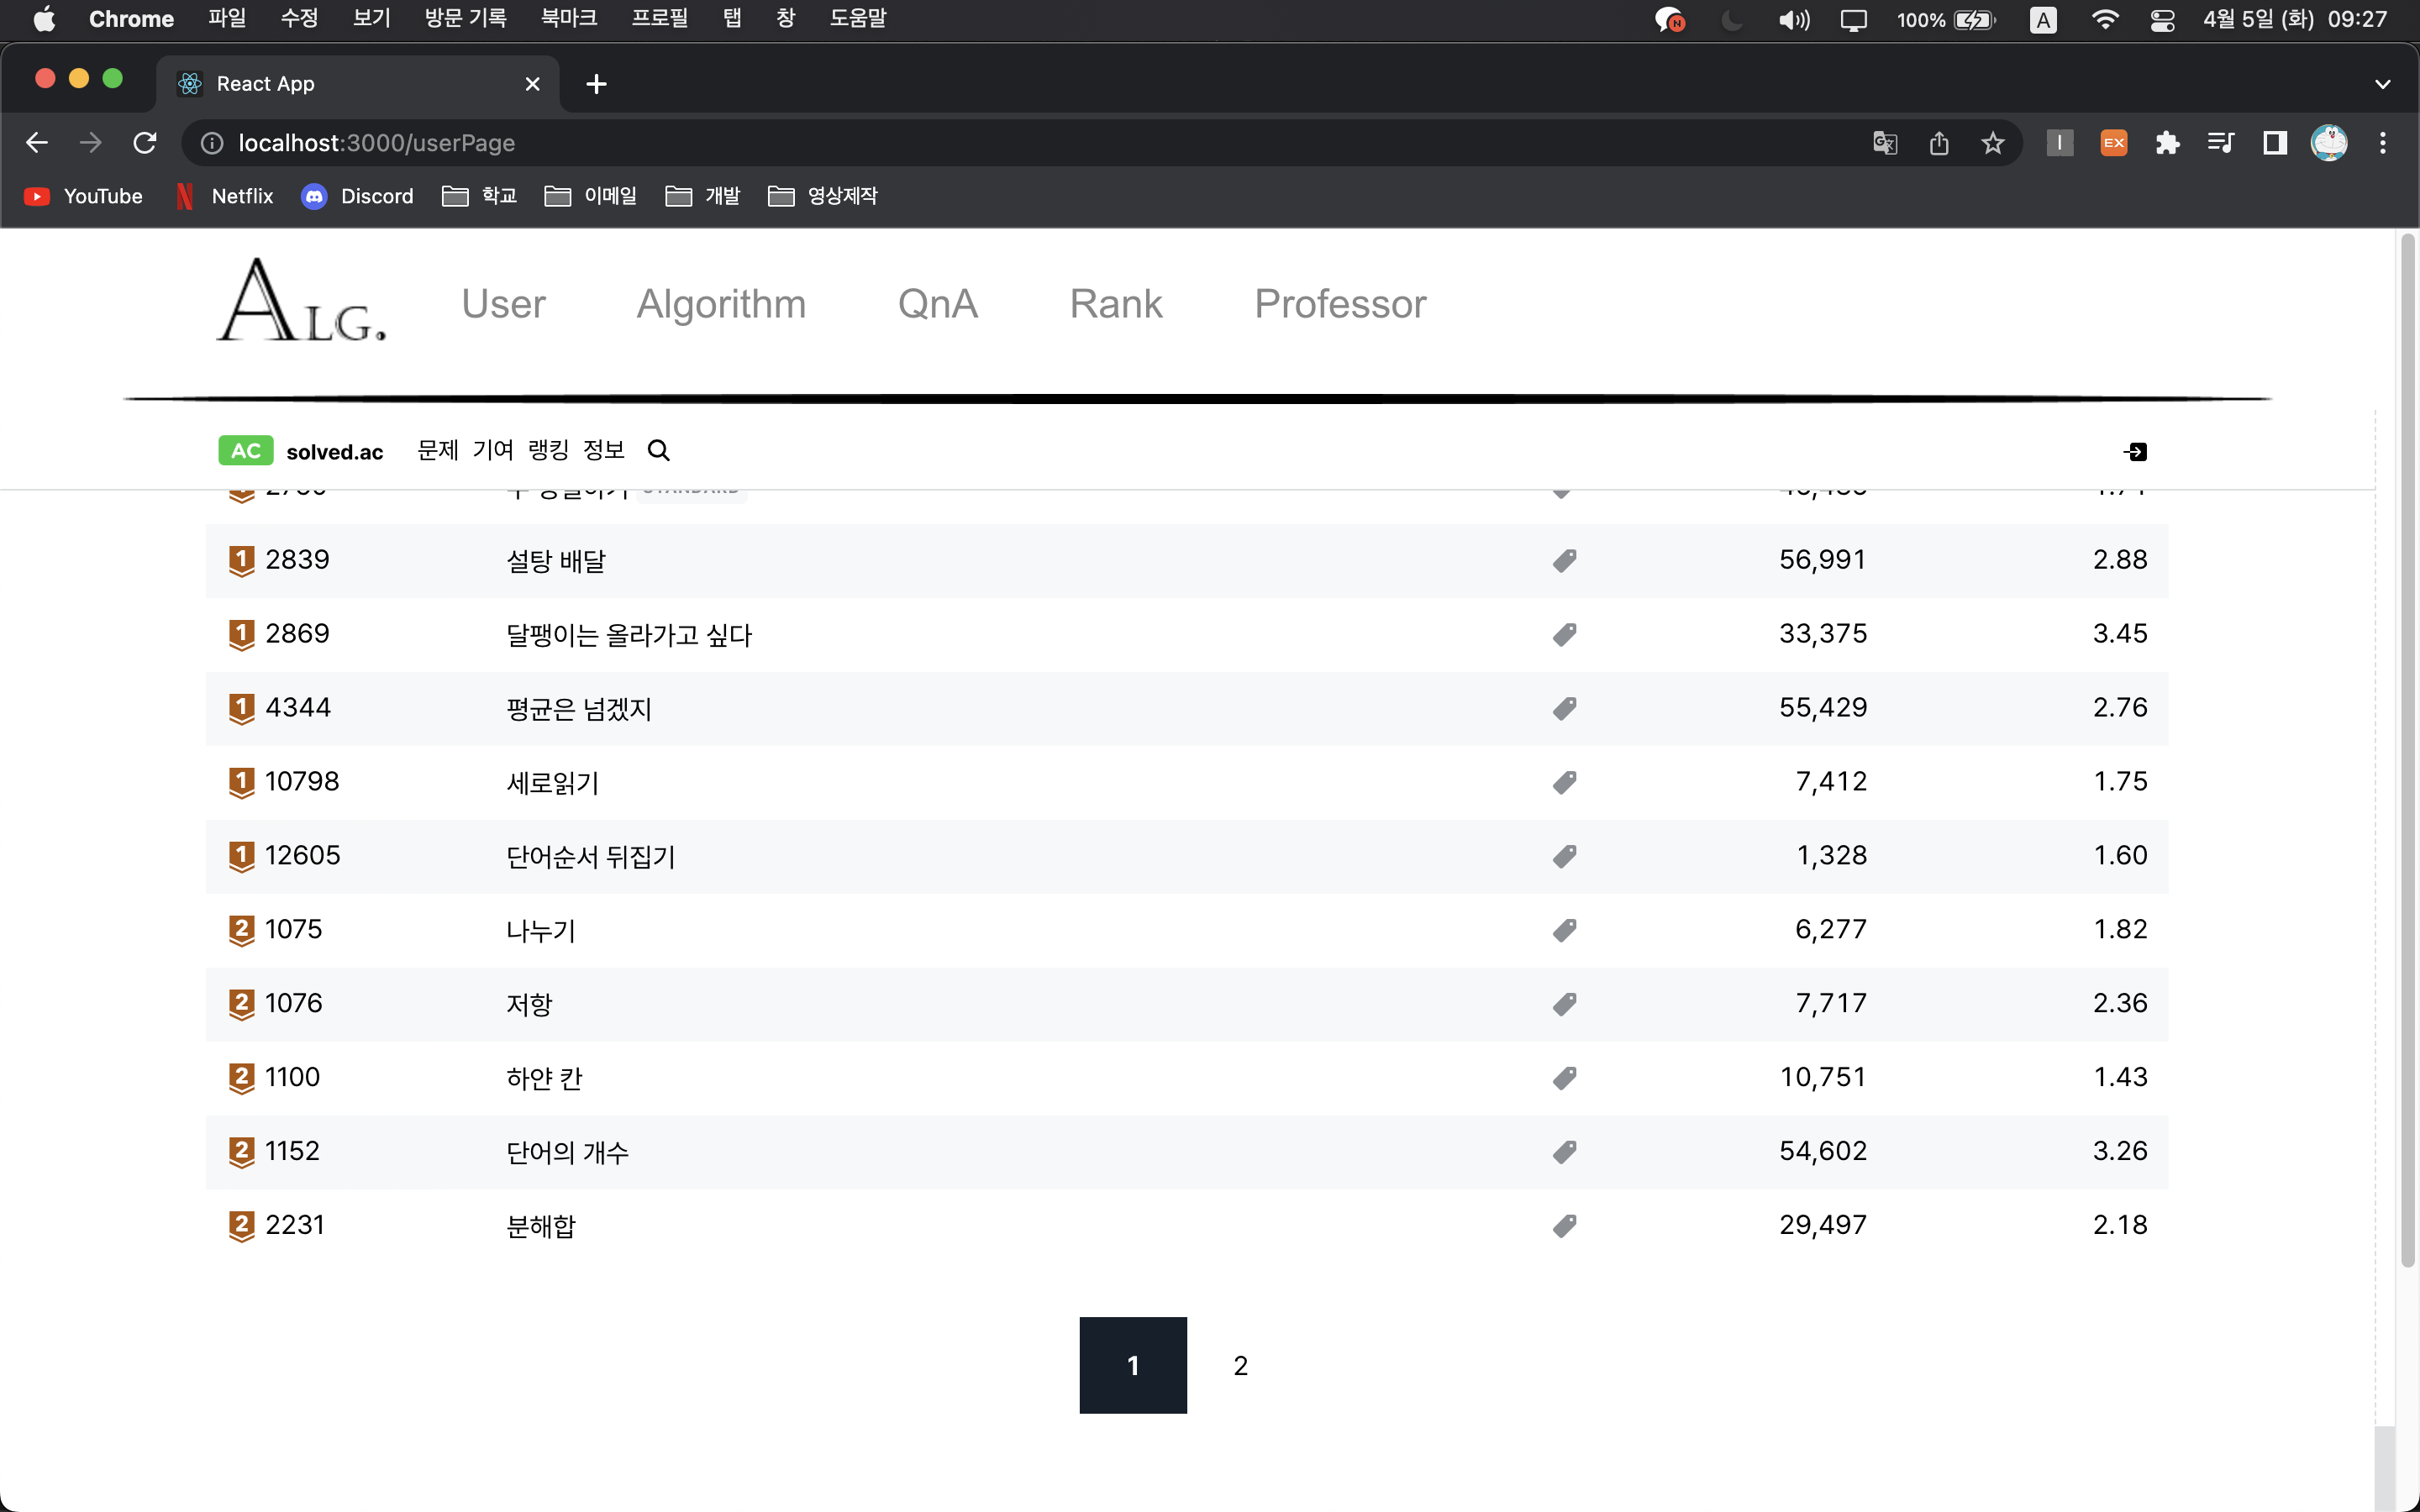 Chrome 파일 수정 보기 방문 기록 북마크 프로필 탭 창 도움말 N 100% A 4월 5일 (화) 09:27
React App
localhost:3000/userPage EX
YouTube Netflix Discord 학교 이메일 개발 영상제작
ALG. User Algorithm QnA Rank Professor
AC solved.ac 문제 기여 랭킹 정보
STANDARD
1 2839 설탕 배달 56,991 2.88
1 2869 달팽이는 올라가고 싶다 33,375 3.45
1 4344 평균은 넘겠지 55,429 2.76
1 10798 세로읽기 7,412 1.75
1 12605 단어순서 뒤집기 1,328 1.60
2 1075 나누기 6,277 1.82
2 1076 저항 7,717 2.36
2 1100 하얀 칸 10,751 1.43
2 1152 단어의 개수 54,602 3.26
2 2231 분해합 29,497 2.18
1 2